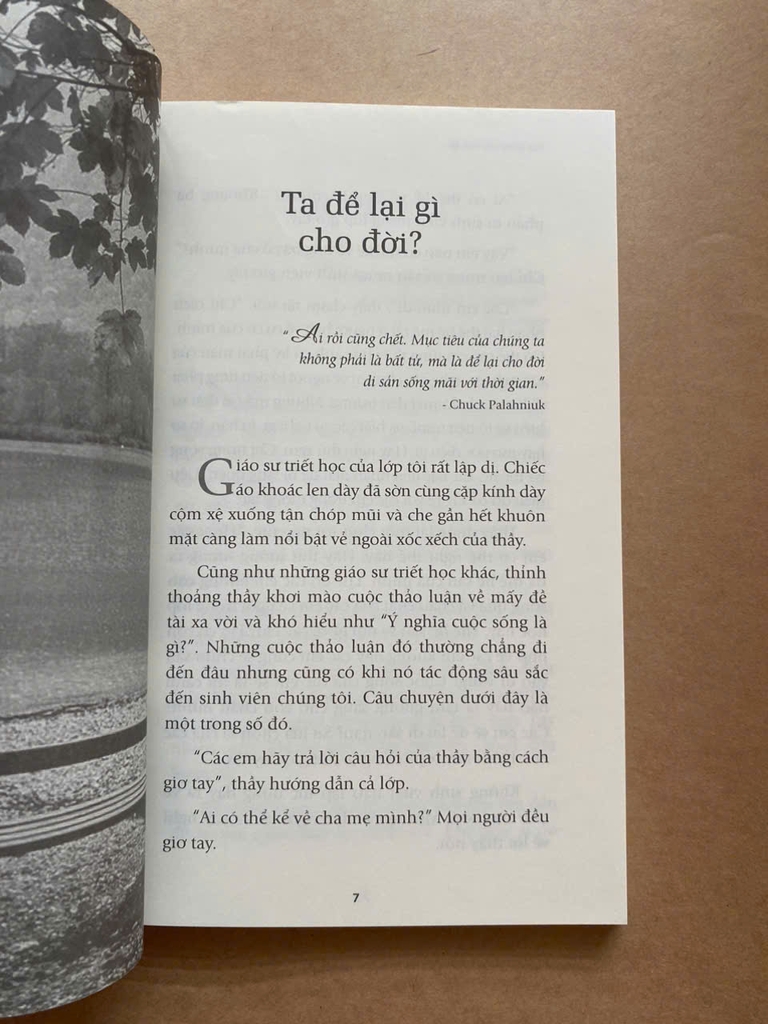 Ta để lại gì
cho đời?
“Ai rồi cũng chết. Mục tiêu của chúng ta
không phải là bất tử, mà là để lại cho đời
di sản sống mãi với thời gian.”
- Chuck Palahniuk
Giáo sư triết học của lớp tôi rất lập dị. Chiếc
áo khoác len dày đã sờn cùng cặp kính dày
cộm xệ xuống tận chóp mũi và che gần hết khuôn
mặt càng làm nổi bật vẻ ngoài xốc xếch của thầy.
Cũng như những giáo sư triết học khác, thỉnh
thoảng thầy khơi mào cuộc thảo luận về mấy đề
tài xa vời và khó hiểu như “Ý nghĩa cuộc sống là
gì?”. Những cuộc thảo luận đó thường chẳng đi
đến đâu nhưng cũng có khi nó tác động sâu sắc
đến sinh viên chúng tôi. Câu chuyện dưới đây là
một trong số đó.
“Các em hãy trả lời câu hỏi của thầy bằng cách
giơ tay”, thầy hướng dẫn cả lớp.
“Ai có thể kể về cha mẹ mình?” Mọi người đều
giơ tay.
7